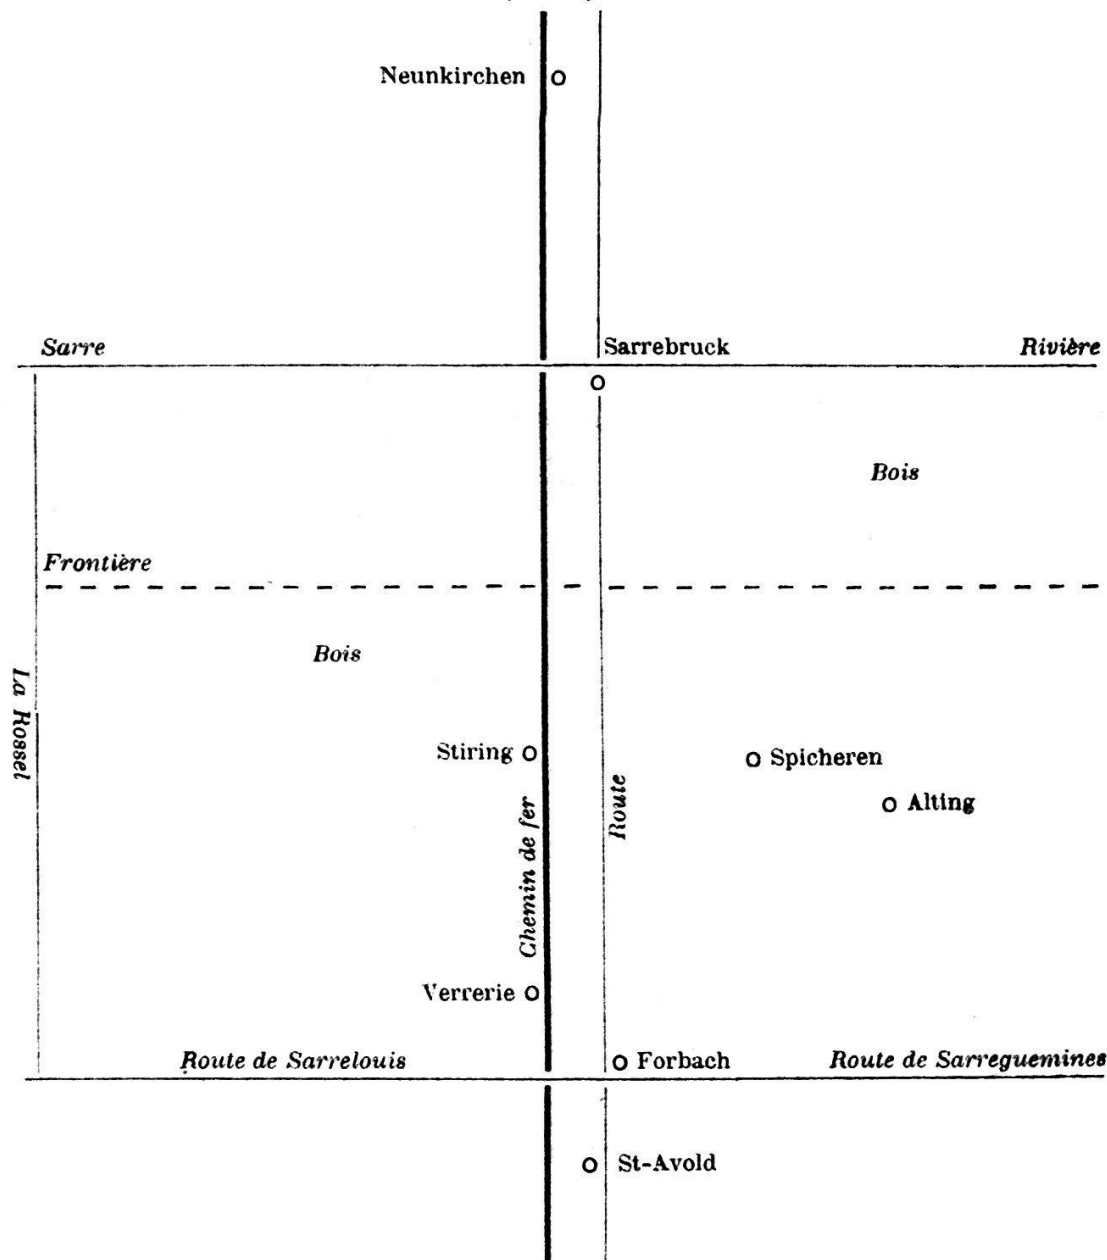 Neunkirchen
Sarre
Sarrebruck
Rivière
Bois
Frontière
Bois
La Rossel
Stiring
Spicheren
Alting
Route
Chemin de fer
Verrerie
Route de Sarrelouis
Forbach
Route de Sarreguemines
St-Avold